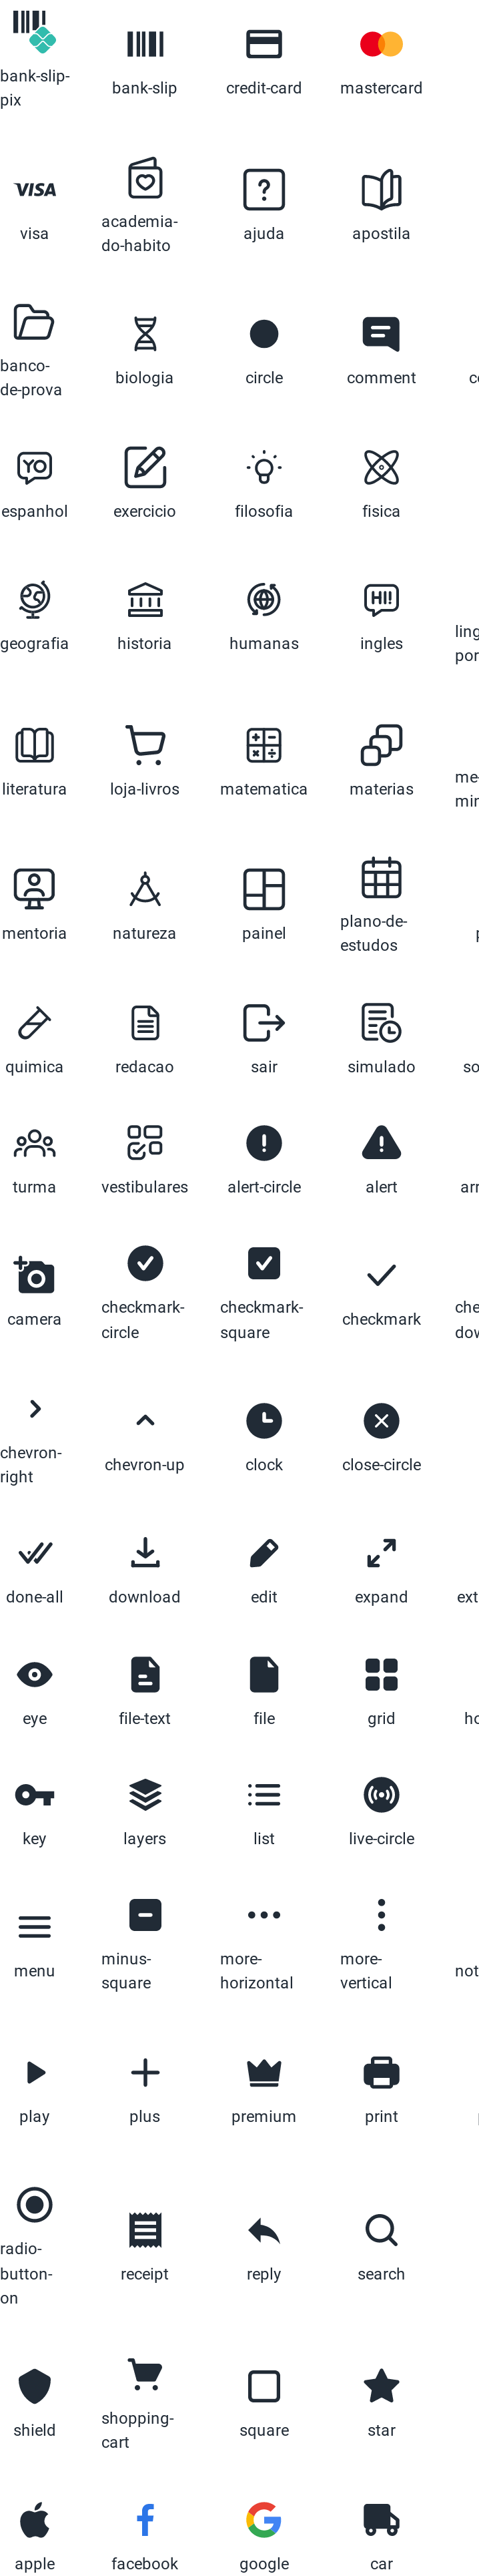 bank-slip-
pix
bank-slip
credit-card
mastercard
VISA
visa
academia-
do-habito
?
ajuda
apostila
banco-
de-prova
biologia
circle
comment
co
YO
espanhol
exercicio
filosofia
fisica
geografia
historia
humanas
HI!
ingles
ling
por
literatura
loja-livros
matematica
materias
me
min
mentoria
natureza
painel
plano-de-
estudos
p
quimica
redacao
sair
simulado
so
turma
vestibulares
alert-circle
alert
arr
camera
checkmark-
circle
checkmark-
square
checkmark
che
dow
chevron-
right
chevron-up
clock
close-circle
done-all
download
edit
expand
ext
eye
file-text
file
grid
ho
key
layers
list
live-circle
menu
minus-
square
more-
horizontal
more-
vertical
not
play
plus
premium
print
radio-
button-
on
receipt
reply
search
shield
shopping-
cart
square
star
apple
facebook
google
car